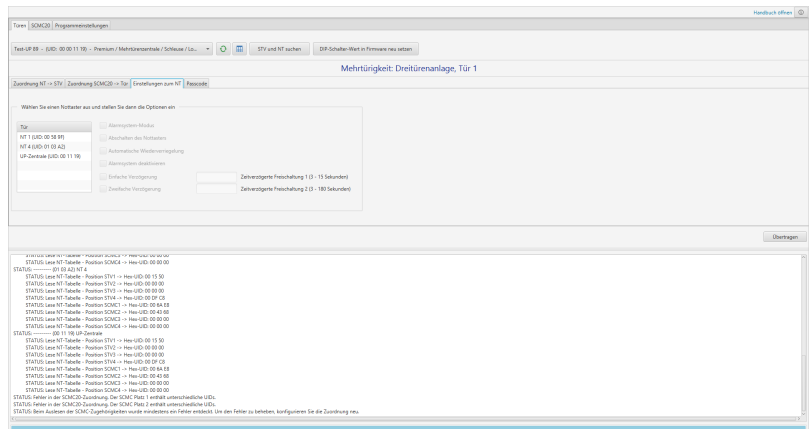 Handbuch öffnen
Türen SCMC20 Programmeinstellungen
Test-UP 88 - (UID: 00 00 11 19) - Premium / Mehrtürenzentrale / Schleuse / Lo... STV und NT suchen DIP-Schalter-Wert in Firmware neu setzen
Mehrtürigkeit: Dreitürenanlage, Tür 1
Zuordnung NT -> STV Zuordnung SCMC20 -> Tür Einstellungen zum NT Passcode
Wählen Sie einen Nottaster aus und stellen Sie dann die Optionen ein
Tür
NT 1 (UID: 00 58 9F)
NT 4 (UID: 01 03 A2)
UP-Zentrale (UID: 00 11 19)
Alarmsystem-Modus
Abschalten des Nottasters
Automatische Wiederverriegelung
Alarmsystem deaktivieren
Einfache Verzögerung Zeitverzögerte Freischaltung 1 (3 - 15 Sekunden)
Zweifache Verzögerung Zeitverzögerte Freischaltung 2 (3 - 180 Sekunden)
Übertragen
STATUS: Lese NT-Tabelle - Position SCMC3 -> Hex-UID: 00 00 00
STATUS: Lese NT-Tabelle - Position SCMC4 -> Hex-UID: 00 00 00
STATUS: ---------- (01 03 A2) NT 4
STATUS: Lese NT-Tabelle - Position STV1 -> Hex-UID: 00 15 50
STATUS: Lese NT-Tabelle - Position STV2 -> Hex-UID: 00 00 00
STATUS: Lese NT-Tabelle - Position STV3 -> Hex-UID: 00 00 00
STATUS: Lese NT-Tabelle - Position STV4 -> Hex-UID: 00 DF C8
STATUS: Lese NT-Tabelle - Position SCMC1 -> Hex-UID: 00 6A E8
STATUS: Lese NT-Tabelle - Position SCMC2 -> Hex-UID: 00 43 68
STATUS: Lese NT-Tabelle - Position SCMC3 -> Hex-UID: 00 00 00
STATUS: Lese NT-Tabelle - Position SCMC4 -> Hex-UID: 00 00 00
STATUS: ---------- (00 11 19) UP-Zentrale
STATUS: Lese NT-Tabelle - Position STV1 -> Hex-UID: 00 15 50
STATUS: Lese NT-Tabelle - Position STV2 -> Hex-UID: 00 00 00
STATUS: Lese NT-Tabelle - Position STV3 -> Hex-UID: 00 00 00
STATUS: Lese NT-Tabelle - Position STV4 -> Hex-UID: 00 DF C8
STATUS: Lese NT-Tabelle - Position SCMC1 -> Hex-UID: 00 6A E8
STATUS: Lese NT-Tabelle - Position SCMC2 -> Hex-UID: 00 43 68
STATUS: Lese NT-Tabelle - Position SCMC3 -> Hex-UID: 00 00 00
STATUS: Lese NT-Tabelle - Position SCMC4 -> Hex-UID: 00 00 00
STATUS: Fehler in der SCMC20-Zuordnung. Der SCMC Platz 1 enthält unterschiedliche UIDs.
STATUS: Fehler in der SCMC20-Zuordnung. Der SCMC Platz 2 enthält unterschiedliche UIDs.
STATUS: Beim Auslesen der SCMC-Zugehörigkeiten wurde mindestens ein Fehler entdeckt. Um den Fehler zu beheben, konfigurieren Sie die Zuordnung neu.